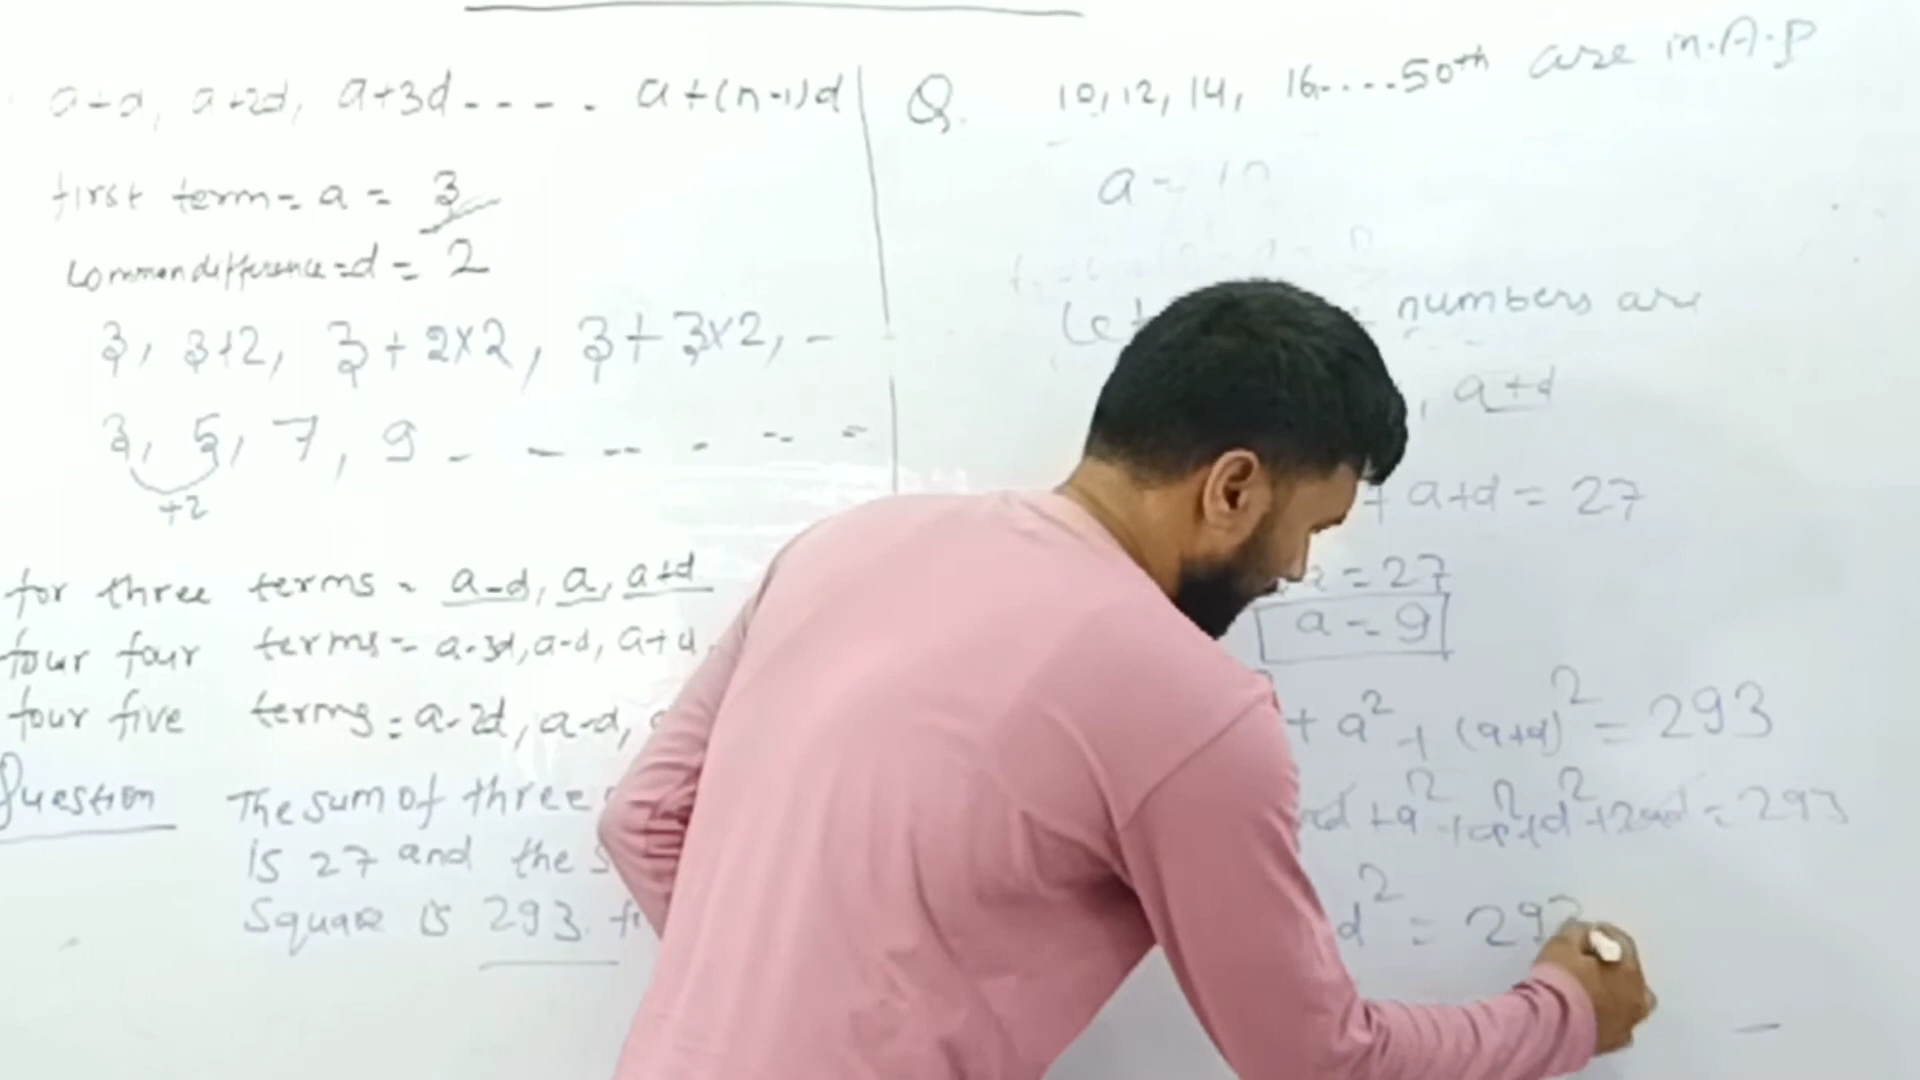 a+d, a+2d, a+3d----. a+(n-1)d
first term = a = 3
Common difference = d = 2
3, 3+2, 3+2×2, 3+3×2, -
3, 5, 7, 9 - - -- - -- =
+2
for three terms = a-d, a, a+d
four four terms = a-3d, a-d, a+d
four five terms = a-2d, a-d,
Question The sum of three
is 27 and the
Square is 293.
Q. 10, 12, 14, 16....50th are in A.P
a = 10
Let numbers are
, a+d
+ a+d = 27
= 27
a = 9
+ a² + (a+d)² = 293
+a² +a²+d²+2ad = 293
d² = 293